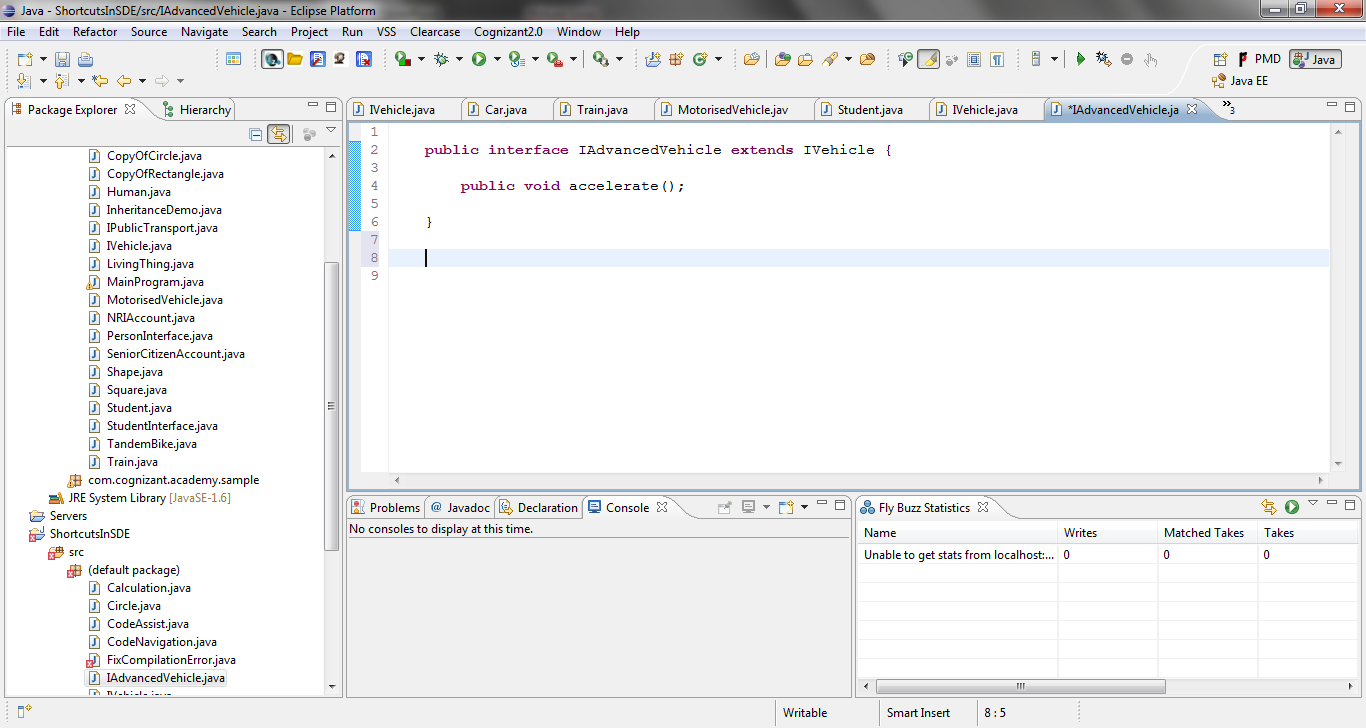 Java - ShortcutsInSDE/src/IAdvancedVehicle.java - Eclipse Platform
File Edit Refactor Source Navigate Search Project Run VSS Clearcase Cognizant2.0 Window Help
PMD Java
Java EE
Package Explorer Hierarchy
CopyOfCircle.java
CopyOfRectangle.java
Human.java
InheritanceDemo.java
IPublicTransport.java
IVehicle.java
LivingThing.java
MainProgram.java
MotorisedVehicle.java
NRIAccount.java
PersonInterface.java
SeniorCitizenAccount.java
Shape.java
Square.java
Student.java
StudentInterface.java
TandemBike.java
Train.java
com.cognizant.academy.sample
JRE System Library [JavaSE-1.6]
Servers
ShortcutsInSDE
src
(default package)
Calculation.java
Circle.java
CodeAssist.java
CodeNavigation.java
FixCompilationError.java
IAdvancedVehicle.java
IVehicle.java
IVehicle.java Car.java Train.java MotorisedVehicle.jav Student.java IVehicle.java *IAdvancedVehicle.ja »3
1
2 public interface IAdvancedVehicle extends IVehicle {
3
4 public void accelerate();
5
6 }
7
8
9
Problems @ Javadoc Declaration Console
No consoles to display at this time.
Fly Buzz Statistics
Name Writes Matched Takes Takes
Unable to get stats from localhost:... 0 0 0
Writable Smart Insert 8 : 5